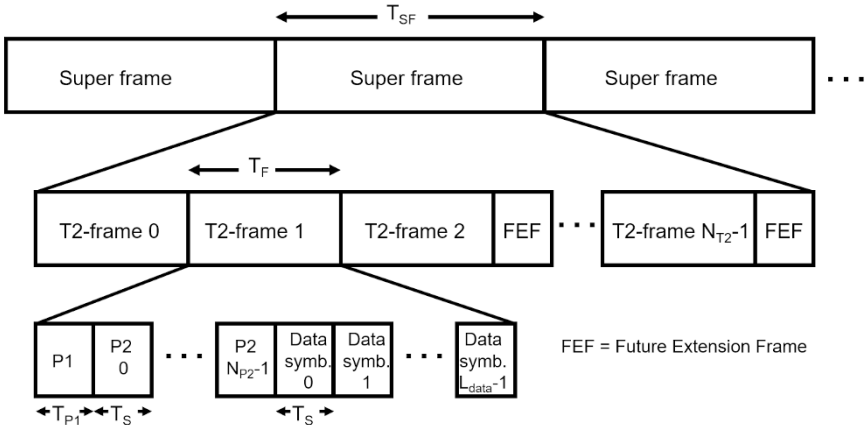 T_SF
Super frame Super frame Super frame ...
T_F
T2-frame 0 T2-frame 1 T2-frame 2 FEF ... T2-frame N_T2-1 FEF
P1
P2
0
...
P2
N_P2-1
Data
symb.
0
Data
symb.
1
...
Data
symb.
L_data-1
FEF = Future Extension Frame
T_P1 T_S T_S